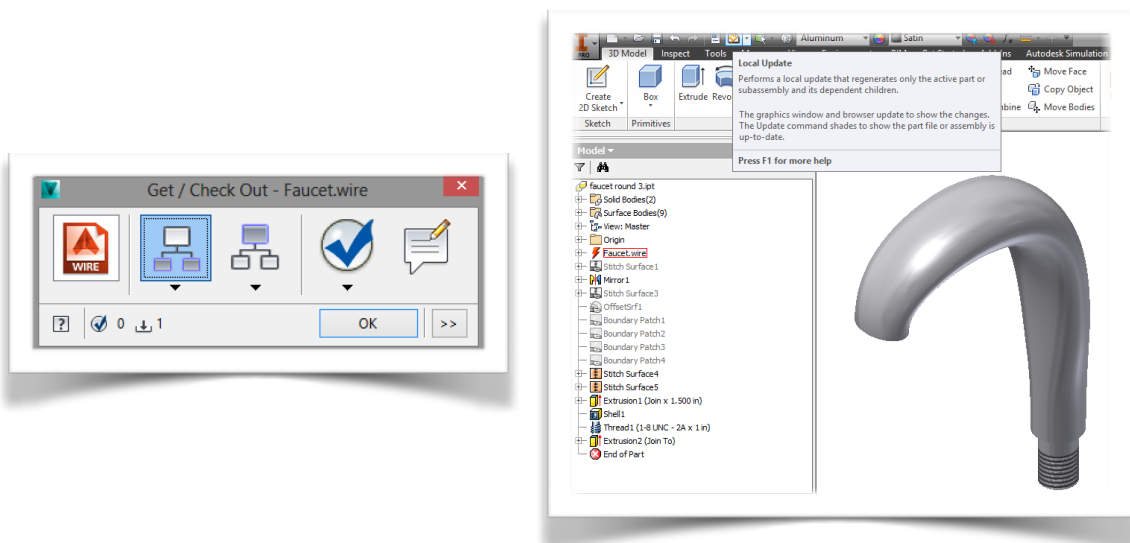 Get / Check Out - Faucet.wire
WIRE
? 0 1 OK >>
Aluminum Satin
PRO 3D Model Inspect Tools Autodesk Simulation
Create
2D Sketch
Box
Extrude
Move Face
Copy Object
Move Bodies
Sketch Primitives
Local Update
Performs a local update that regenerates only the active part or
subassembly and its dependent children.
The graphics window and browser update to show the changes.
The Update command shades to show the part file or assembly is
up-to-date.
Press F1 for more help
Model
faucet round 3.ipt
Solid Bodies(2)
Surface Bodies(9)
View: Master
Origin
Faucet.wire
Stitch Surface1
Mirror1
Stitch Surface3
OffsetSrf1
Boundary Patch1
Boundary Patch2
Boundary Patch3
Boundary Patch4
Stitch Surface4
Stitch Surface5
Extrusion1 (Join x 1.500 in)
Shell1
Thread1 (1-8 UNC - 2A x 1 in)
Extrusion2 (Join To)
End of Part